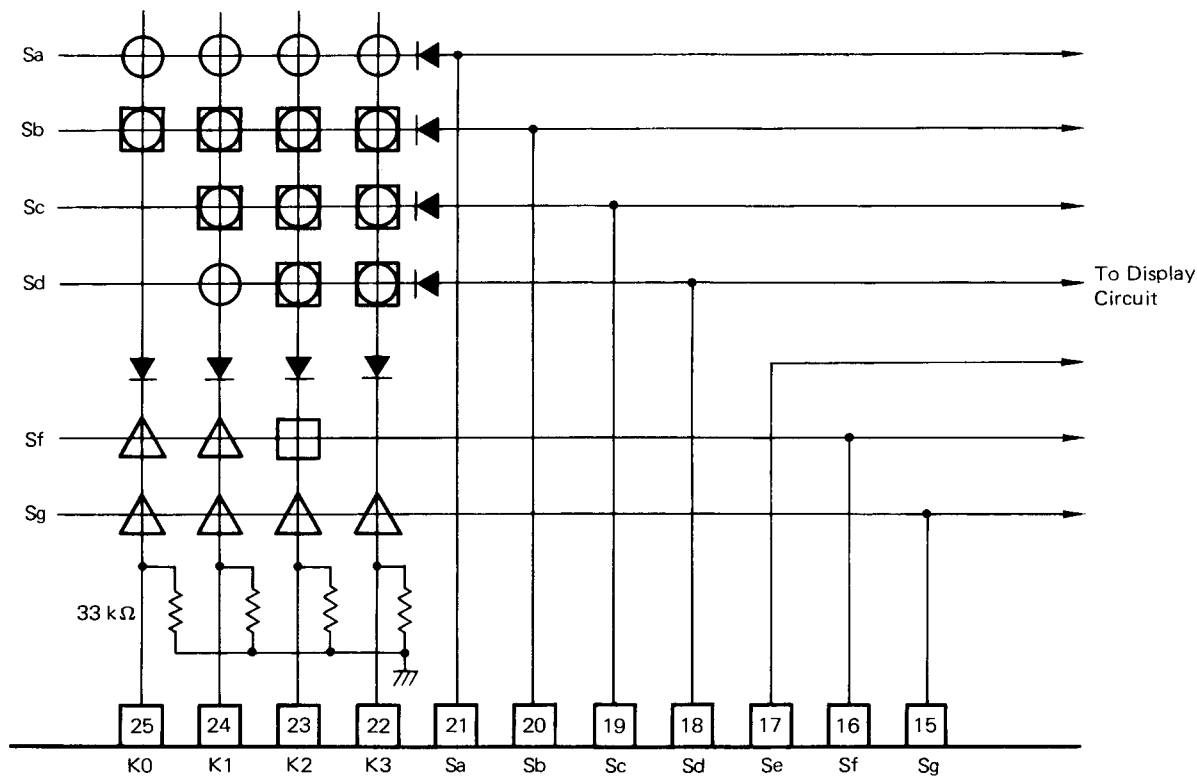 Sa
Sb
Sc
Sd
To Display
Circuit
Sf
Sg
33 kΩ
25 24 23 22 21 20 19 18 17 16 15
K0 K1 K2 K3 Sa Sb Sc Sd Se Sf Sg